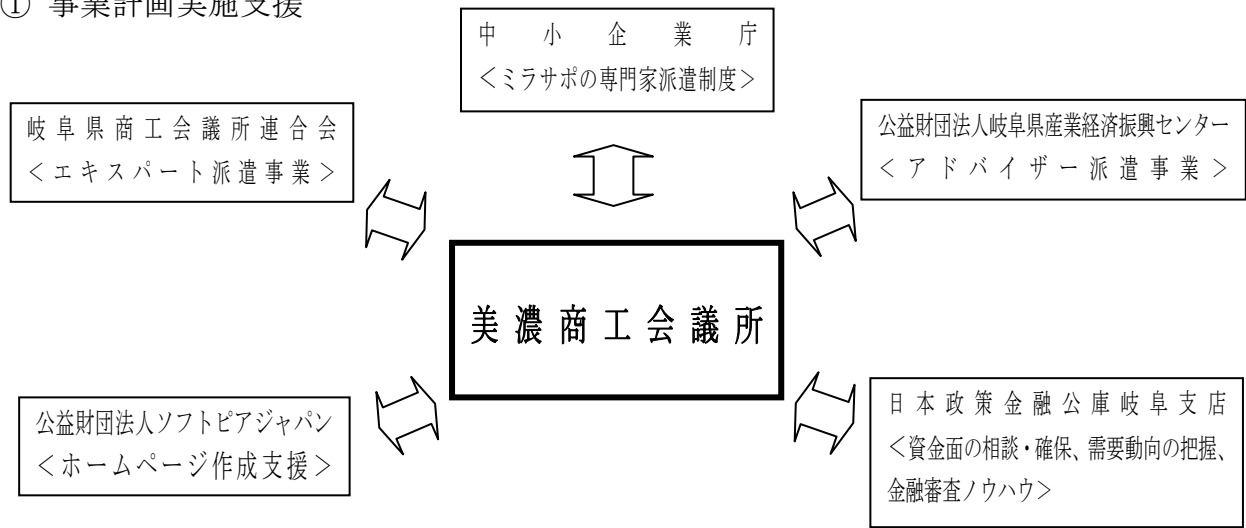 ① 事業計画実施支援
中小企業庁
＜ミラサポの専門家派遣制度＞
岐阜県商工会議所連合会
＜エキスパート派遣事業＞
公益財団法人岐阜県産業経済振興センター
＜アドバイザー派遣事業＞
美濃商工会議所
公益財団法人ソフトピアジャパン
＜ホームページ作成支援＞
日本政策金融公庫岐阜支店
＜資金面の相談・確保、需要動向の把握、
金融審査ノウハウ＞